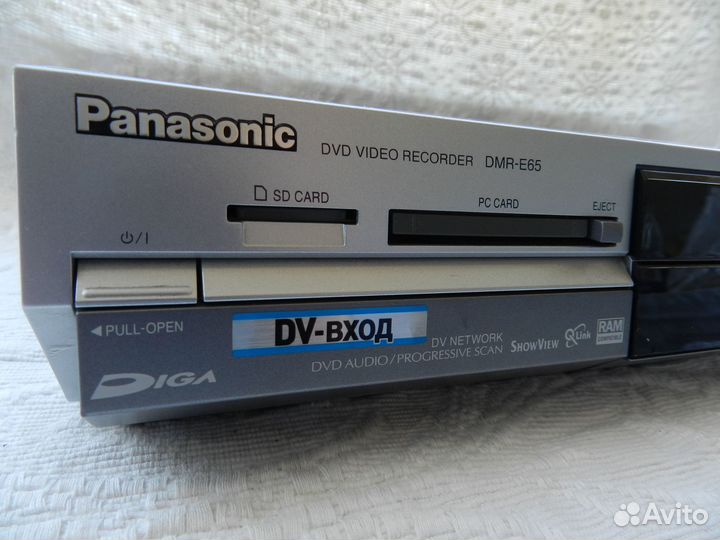 Panasonic
DVD VIDEO RECORDER DMR-E65
SD CARD
PC CARD
EJECT
⏻/I
◄PULL-OPEN
DV-ВХОД
DV NETWORK
DVD AUDIO/PROGRESSIVE SCAN
SHOWVIEW
Q Link
RAM
COMPATIBLE
DIGA
Avito